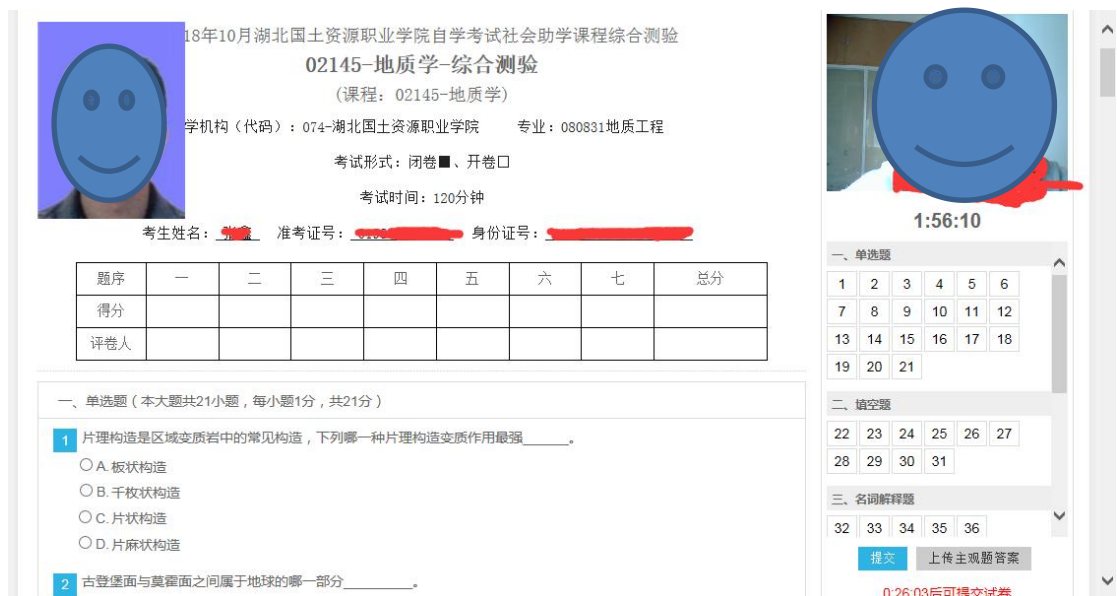 18年10月湖北国土资源职业学院自学考试社会助学课程综合测验
02145-地质学-综合测验
(课程: 02145-地质学)
学机构（代码）: 074-湖北国土资源职业学院 专业: 080831地质工程
考试形式: 闭卷■、开卷□
考试时间: 120分钟
考生姓名: 准考证号: 身份证号:
题序 一 二 三 四 五 六 七 总分
得分
评卷人
一、单选题（本大题共21小题，每小题1分，共21分）
1 片理构造是区域变质岩中的常见构造，下列哪一种片理构造变质作用最强______。
A. 板状构造
B. 千枚状构造
C. 片状构造
D. 片麻状构造
2 古登堡面与莫霍面之间属于地球的哪一部分__________。
1:56:10
一、单选题
1 2 3 4 5 6
7 8 9 10 11 12
13 14 15 16 17 18
19 20 21
二、填空题
22 23 24 25 26 27
28 29 30 31
三、名词解释题
32 33 34 35 36
提交 上传主观题答案
0:26:03后可提交试卷